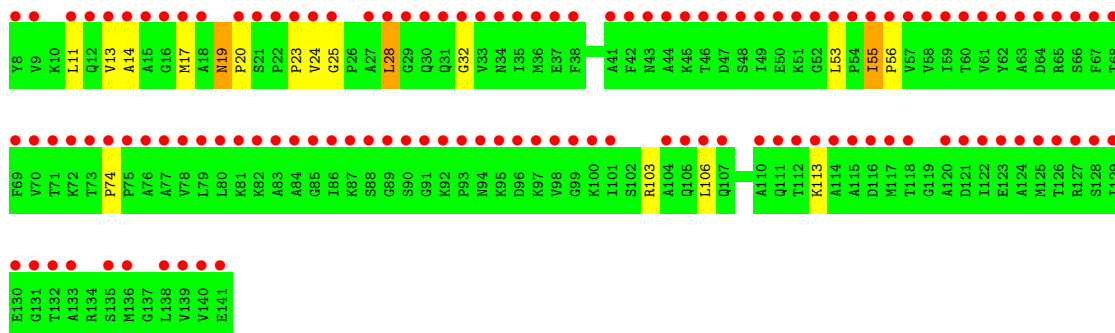 Y8 V9 K10 L11 Q12 V13 A14 A15 G16 M17 A18 N19 P20 S21 P22 P23 V24 G25 P26 A27 L28 G29 Q30 Q31 G32 V33 N34 I35 M36 E37 F38 A41 F42 N43 A44 K45 T46 D47 S48 I49 E50 K51 G52 L53 P54 I55 P56 V57 V58 I59 T60 V61 Y62 A63 D64 R65 S66 F67 T68
F69 V70 T71 K72 T73 P74 P75 A76 A77 V78 L79 L80 K81 K82 A83 A84 G85 I86 K87 S88 G89 S90 G91 K92 P93 N94 K95 D96 K97 V98 G99 K100 I101 S102 R103 A104 Q105 L106 Q107 A110 Q111 T112 K113 A114 A115 D116 M117 T118 G119 A120 D121 I122 E123 A124 M125 T126 R127 S128 I129
E130 G131 T132 A133 R134 S135 M136 G137 L138 V139 V140 E141